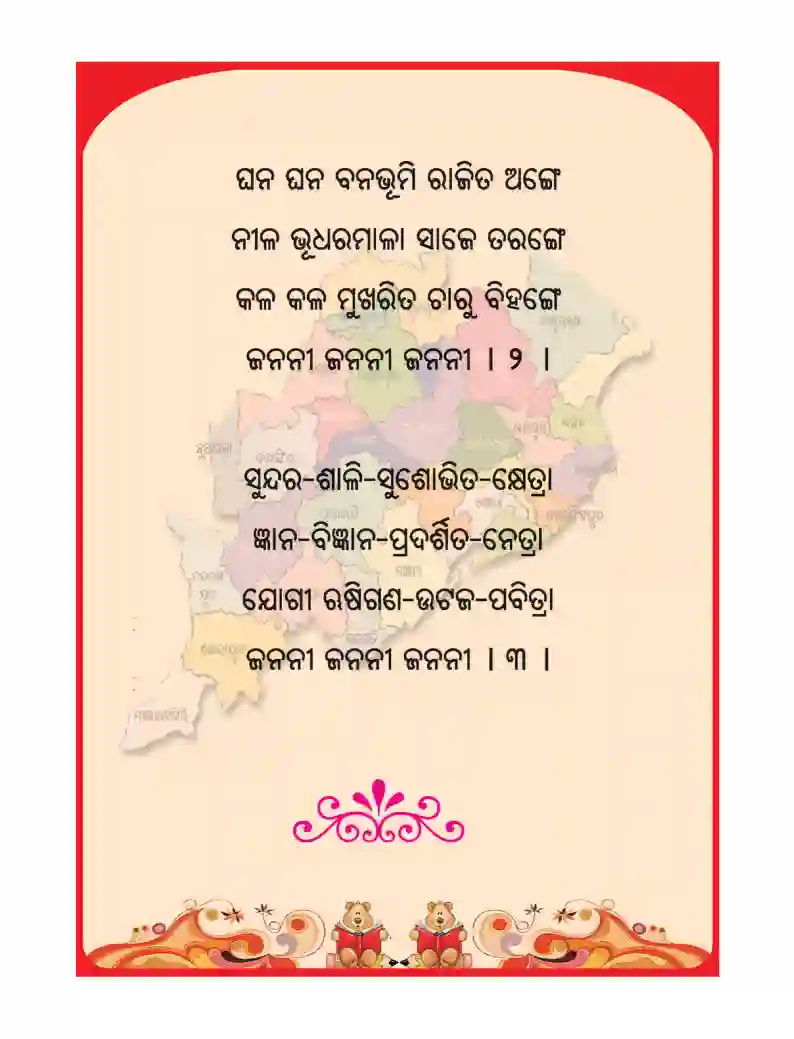 ଘନ ଘନ ବନଭୂମି ରାଜିତ ଅଙ୍ଗେ
ନୀଳ ଭୂଧରମାଳା ସାଜେ ତରଙ୍ଗେ
କଳ କଳ ମୁଖରିତ ଚାରୁ ବିହଙ୍ଗେ
ଜନନୀ ଜନନୀ ଜନନୀ । ୨ ।
ସୁନ୍ଦର-ଶାଳି-ସୁଶୋଭିତ-କ୍ଷେତ୍ରା
ଜ୍ଞାନ-ବିଜ୍ଞାନ-ପ୍ରଦର୍ଶିତ-ନେତ୍ରା
ଯୋଗୀ ଋଷିଗଣ-ଉଟଜ-ପବିତ୍ରା
ଜନନୀ ଜନନୀ ଜନନୀ । ୩ ।